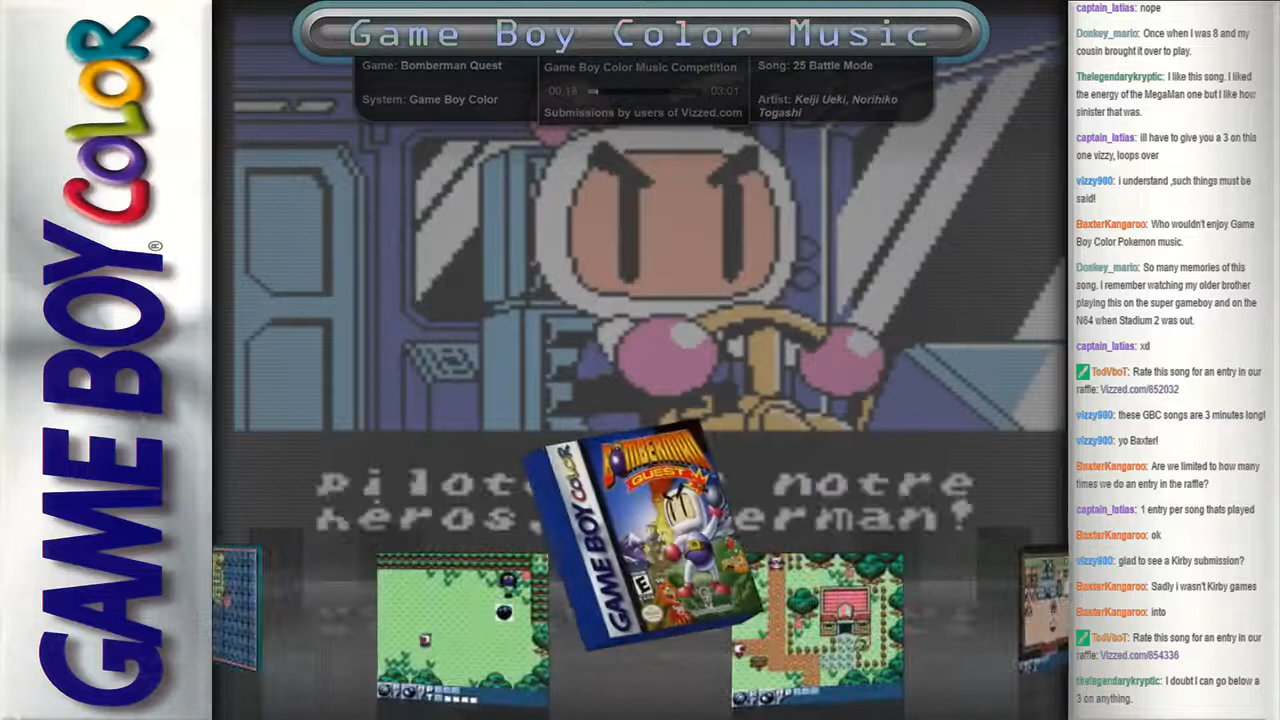 GAME BOY COLOR
®
Game Boy Color Music
Game: Bomberman Quest
System: Game Boy Color
Game Boy Color Music Competition
00:18
03:01
Submissions by users of Vizzed.com
Song: 25 Battle Mode
Artist: Keiji Ueki, Norihiko
Togashi
notre
héros
erman!
GAME BOY COLOR
BOMBERMAN
QUEST
E
captain_latias: nope
Donkey_mario: Once when I was 8 and my
cousin brought it over to play.
Thelegendarykryptic: I like this song. I liked
the energy of the MegaMan one but I like how
sinister that was.
captain_latias: ill have to give you a 3 on this
one vizzy, loops over
vizzy900: i understand ,such things must be
said!
BaxterKangaroo: Who wouldn't enjoy Game
Boy Color Pokemon music.
Donkey_mario: So many memories of this
song. I remember watching my older brother
playing this on the super gameboy and on the
N64 when Stadium 2 was out.
captain_latias: xd
TodVboT: Rate this song for an entry in our
raffle: Vizzed.com/852032
vizzy900: these GBC songs are 3 minutes long!
vizzy900: yo Baxter!
BaxterKangaroo: Are we limited to how many
times we do an entry in the raffle?
captain_latias: 1 entry per song thats played
BaxterKangaroo: ok
vizzy900: glad to see a Kirby submission?
BaxterKangaroo: Sadly i wasn't Kirby games
BaxterKangaroo: into
TodVboT: Rate this song for an entry in our
raffle: Vizzed.com/854336
thelegendarykryptic: I doubt I can go below a
3 on anything.